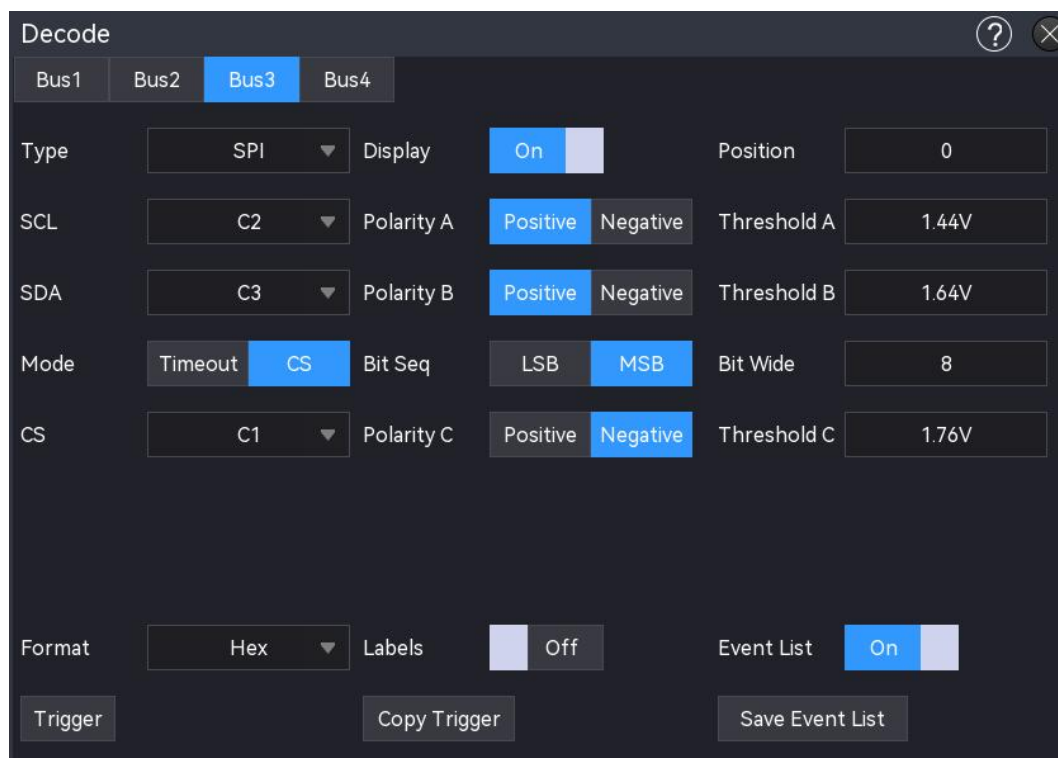 Decode ?
Bus1 Bus2 Bus3 Bus4
Type SPI Display On Position 0
SCL C2 Polarity A Positive Negative Threshold A 1.44V
SDA C3 Polarity B Positive Negative Threshold B 1.64V
Mode Timeout CS Bit Seq LSB MSB Bit Wide 8
CS C1 Polarity C Positive Negative Threshold C 1.76V
Format Hex Labels Off Event List On
Trigger Copy Trigger Save Event List